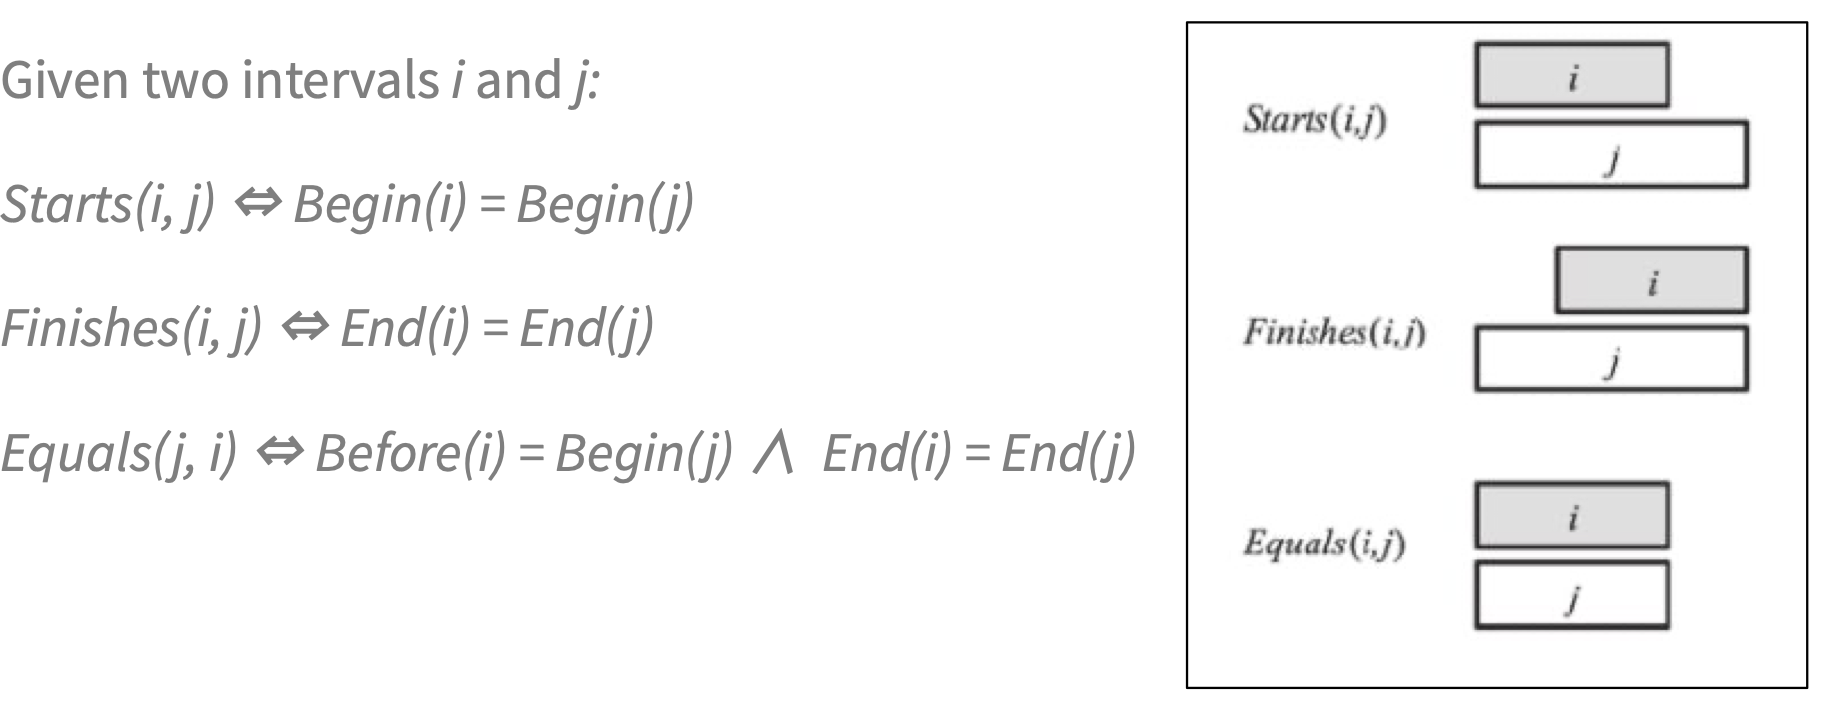 Given two intervals i and j:
Starts(i, j) ⇔ Begin(i) = Begin(j)
Finishes(i, j) ⇔ End(i) = End(j)
Equals(j, i) ⇔ Before(i) = Begin(j) ∧ End(i) = End(j)
i
Starts(i,j)
j
i
Finishes(i,j)
j
i
Equals(i,j)
j